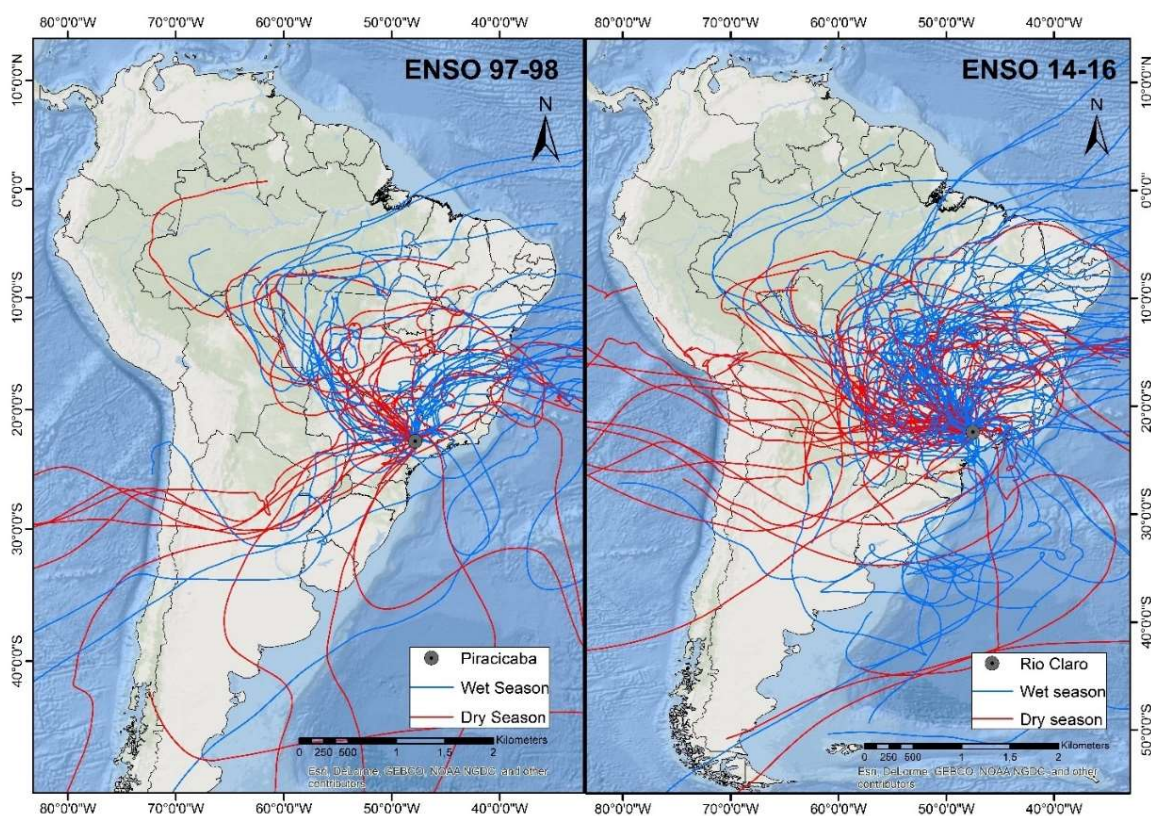 80°0'0"W 70°0'0"W 60°0'0"W 50°0'0"W 40°0'0"W
80°0'0"W 70°0'0"W 60°0'0"W 50°0'0"W 40°0'0"W
ENSO 97-98
ENSO 14-16
N
N
10°0'0"N
0°0'0"
10°0'0"S
20°0'0"S
30°0'0"S
40°0'0"S
10°0'0"N
0°0'0"
10°0'0"S
20°0'0"S
30°0'0"S
40°0'0"S
50°0'0"S
Piracicaba
Wet Season
Dry Season
Rio Claro
Wet season
Dry season
Kilometers
0 250 500 1 1,5 2
Esri, DeLorme, GEBCO, NOAA NGDC, and other
contributors
Kilometers
0 250 500 1 1,5 2
Esri, DeLorme, GEBCO, NOAA NGDC, and other
contributors
80°0'0"W 70°0'0"W 60°0'0"W 50°0'0"W 40°0'0"W
80°0'0"W 70°0'0"W 60°0'0"W 50°0'0"W 40°0'0"W